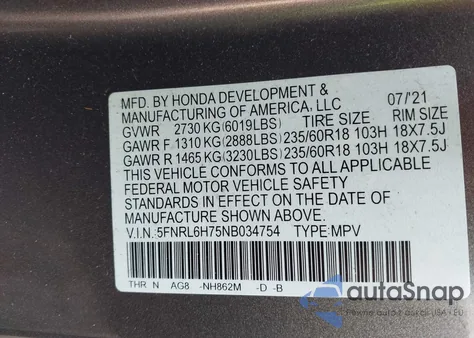 MFD. BY HONDA DEVELOPMENT &
MANUFACTURING OF AMERICA, LLC 07/'21
GVWR 2730 KG(6019LBS) TIRE SIZE RIM SIZE
GAWR F 1310 KG(2888LBS) 235/60R18 103H 18X7.5J
GAWR R 1465 KG(3230LBS) 235/60R18 103H 18X7.5J
THIS VEHICLE CONFORMS TO ALL APPLICABLE
FEDERAL MOTOR VEHICLE SAFETY
STANDARDS IN EFFECT ON THE DATE OF
MANUFACTURE SHOWN ABOVE.
V.I.N.:5FNRL6H75NB034754 TYPE:MPV
THR N AG8 -NH862M -D -B
autoSnap